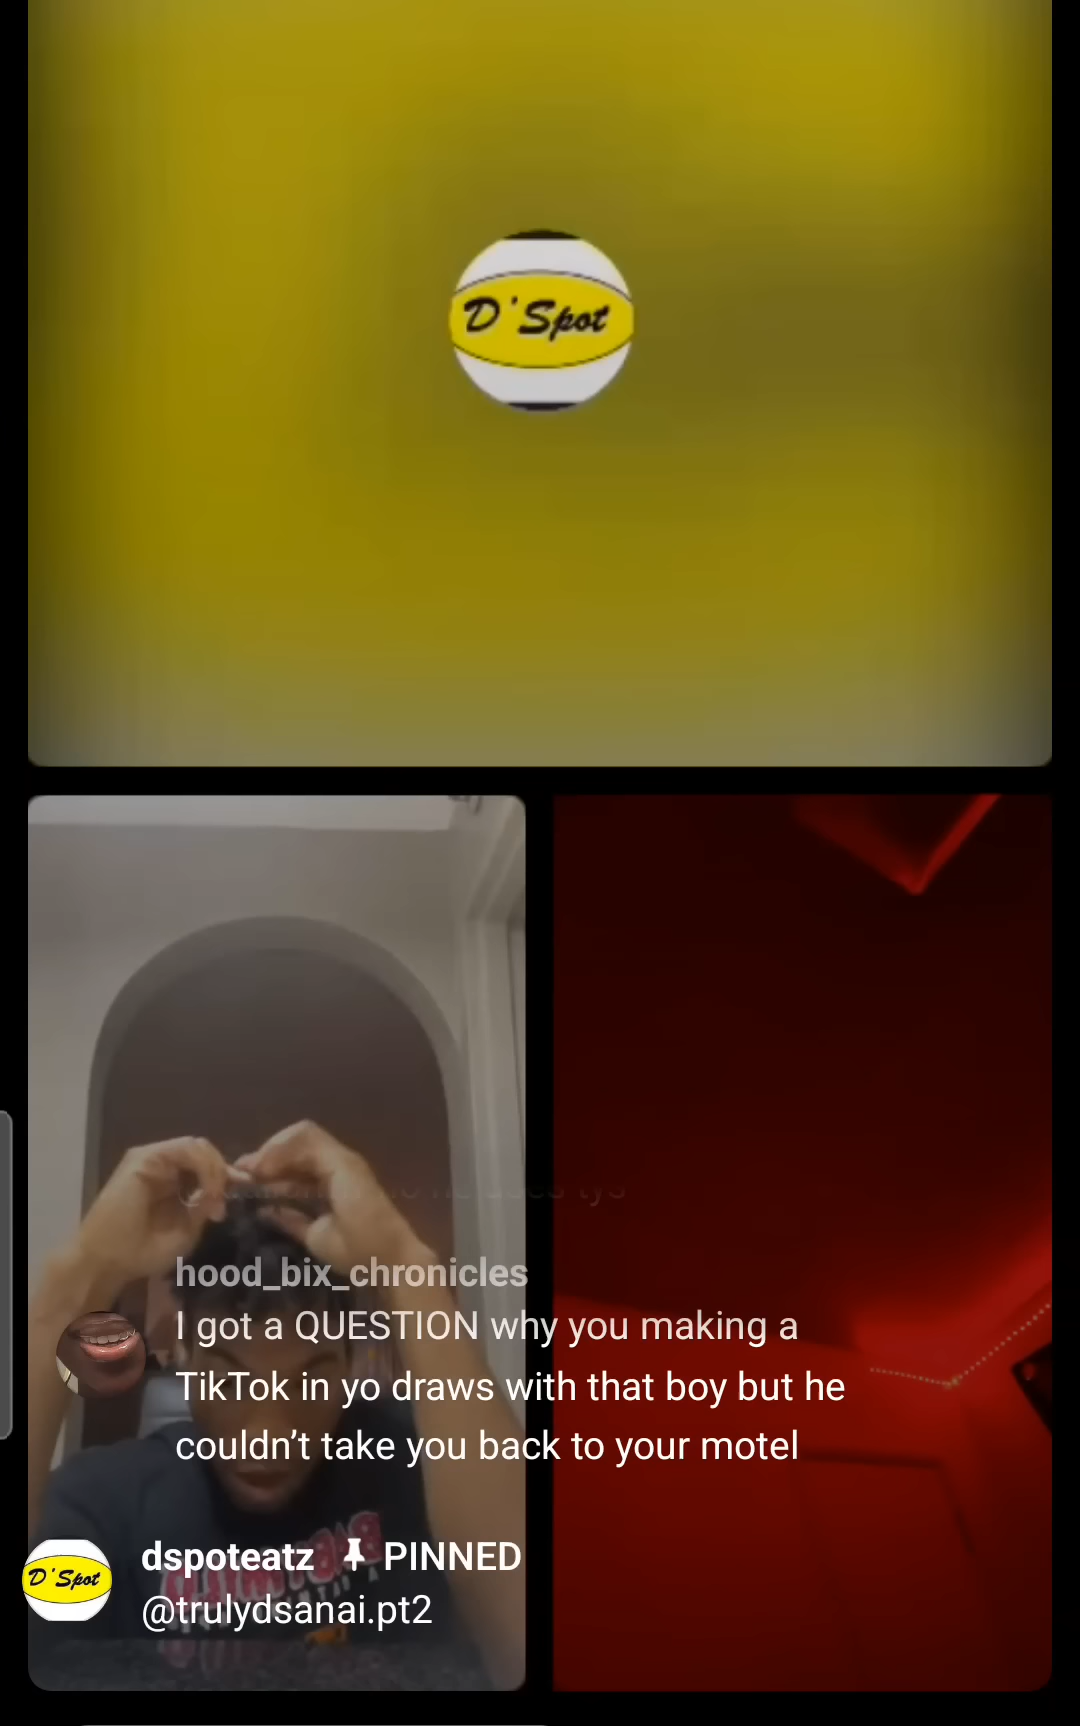 D'Spot
hood_bix_chronicles
I got a QUESTION why you making a
TikTok in yo draws with that boy but he
couldn’t take you back to your motel
dspoteatz PINNED
D'Spot
@trulydsanai.pt2